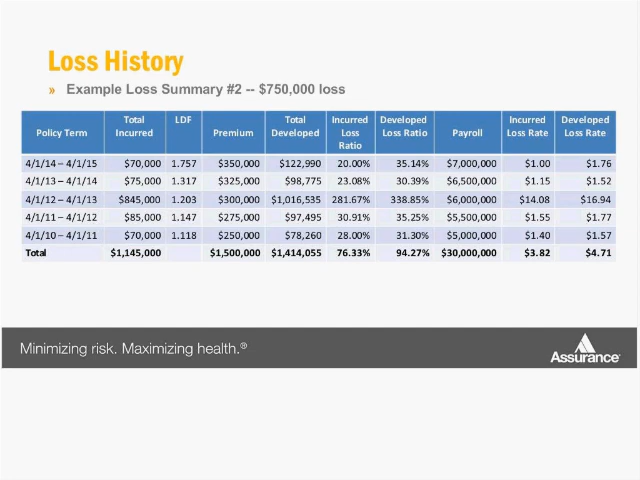 Loss History
» Example Loss Summary #2 -- $750,000 loss
Policy Term Total Incurred LDF Premium Total Developed Incurred Loss Ratio Developed Loss Ratio Payroll Incurred Loss Rate Developed Loss Rate
4/1/14 – 4/1/15 $70,000 1.757 $350,000 $122,990 20.00% 35.14% $7,000,000 $1.00 $1.76
4/1/13 – 4/1/14 $75,000 1.317 $325,000 $98,775 23.08% 30.39% $6,500,000 $1.15 $1.52
4/1/12 – 4/1/13 $845,000 1.203 $300,000 $1,016,535 281.67% 338.85% $6,000,000 $14.08 $16.94
4/1/11 – 4/1/12 $85,000 1.147 $275,000 $97,495 30.91% 35.25% $5,500,000 $1.55 $1.77
4/1/10 – 4/1/11 $70,000 1.118 $250,000 $78,260 28.00% 31.30% $5,000,000 $1.40 $1.57
Total $1,145,000 $1,500,000 $1,414,055 76.33% 94.27% $30,000,000 $3.82 $4.71
Minimizing risk. Maximizing health.®
Assurance